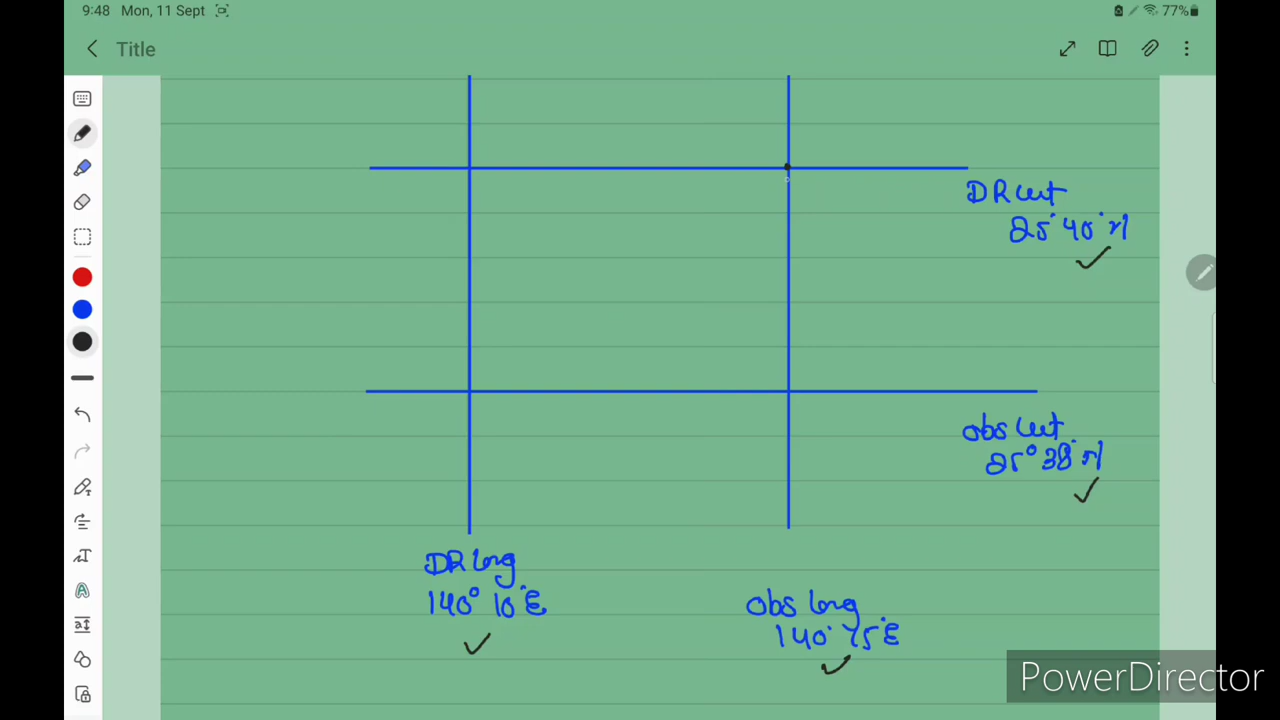 9:48 Mon, 11 Sept
77%
Title
DR Lat
25° 40' N
Obs Lat
25° 38' N
DR long
140° 10' E
Obs long
140° 15' E
PowerDirector